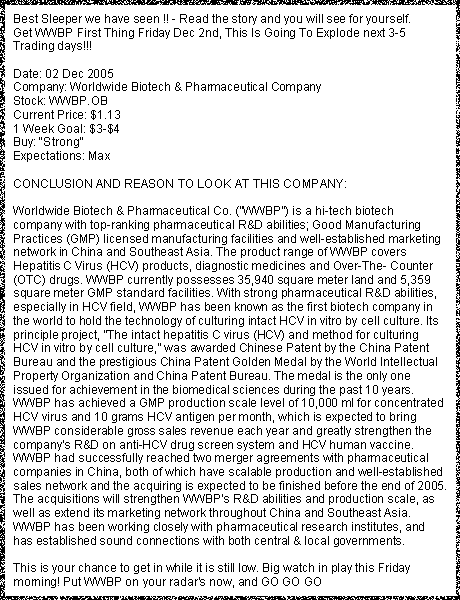 Best Sleeper we have seen !! - Read the story and you will see for yourself.
Get WWBP First Thing Friday Dec 2nd, This Is Going To Explode next 3-5
Trading days!!!
Date: 02 Dec 2005
Company: Worldwide Biotech & Pharmaceutical Company
Stock: WWBP.OB
Current Price: $1.13
1 Week Goal: $3-$4
Buy: "Strong"
Expectations: Max
CONCLUSION AND REASON TO LOOK AT THIS COMPANY:
Worldwide Biotech & Pharmaceutical Co. ("WWBP") is a hi-tech biotech
company with top-ranking pharmaceutical R&D abilities; Good Manufacturing
Practices (GMP) licensed manufacturing facilities and well-established marketing
network in China and Southeast Asia. The product range of WWBP covers
Hepatitis C Virus (HCV) products, diagnostic medicines and Over-The- Counter
(OTC) drugs. WWBP currently possesses 35,940 square meter land and 5,359
square meter GMP standard facilities. With strong pharmaceutical R&D abilities,
especially in HCV field, WWBP has been known as the first biotech company in
the world to hold the technology of culturing intact HCV in vitro by cell culture. Its
principle project, "The intact hepatitis C virus (HCV) and method for culturing
HCV in vitro by cell culture," was awarded Chinese Patent by the China Patent
Bureau and the prestigious China Patent Golden Medal by the World Intellectual
Property Organization and China Patent Bureau. The medal is the only one
issued for achievement in the biomedical sciences during the past 10 years.
WWBP has achieved a GMP production scale level of 10,000 ml for concentrated
HCV virus and 10 grams HCV antigen per month, which is expected to bring
WWBP considerable gross sales revenue each year and greatly strengthen the
company's R&D on anti-HCV drug screen system and HCV human vaccine.
WWBP had successfully reached two merger agreements with pharmaceutical
companies in China, both of which have scalable production and well-established
sales network and the acquiring is expected to be finished before the end of 2005.
The acquisitions will strengthen WWBP's R&D abilities and production scale, as
well as extend its marketing network throughout China and Southeast Asia.
WWBP has been working closely with pharmaceutical research institutes, and
has established sound connections with both central & local governments.
This is your chance to get in while it is still low. Big watch in play this Friday
morning! Put WWBP on your radar's now, and GO GO GO